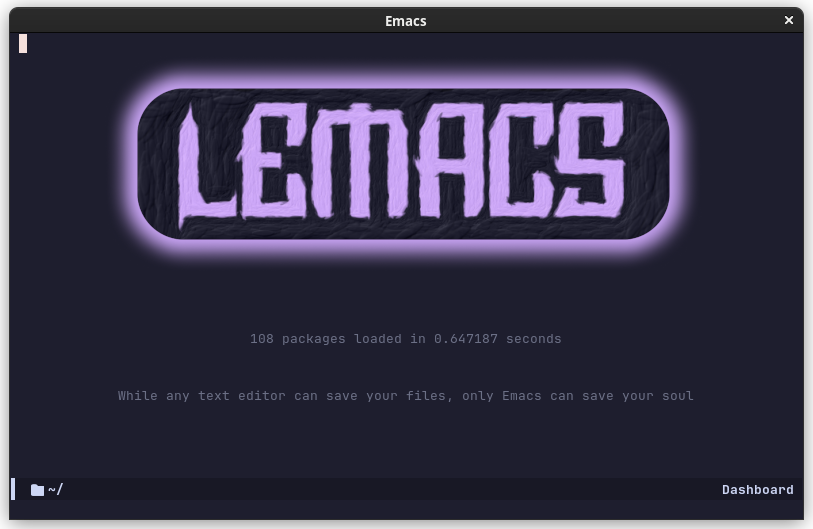 Emacs
LEMACS
108 packages loaded in 0.647187 seconds
While any text editor can save your files, only Emacs can save your soul
~/
Dashboard